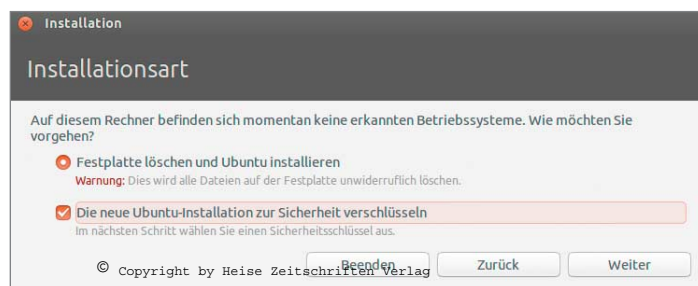 Installation
Installationsart
Auf diesem Rechner befinden sich momentan keine erkannten Betriebssysteme. Wie möchten Sie
vorgehen?
Festplatte löschen und Ubuntu installieren
Warnung: Dies wird alle Dateien auf der Festplatte unwiderruflich löschen.
Die neue Ubuntu-Installation zur Sicherheit verschlüsseln
Im nächsten Schritt wählen Sie einen Sicherheitsschlüssel aus.
Beenden Zurück Weiter
© Copyright by Heise Zeitschriften Verlag